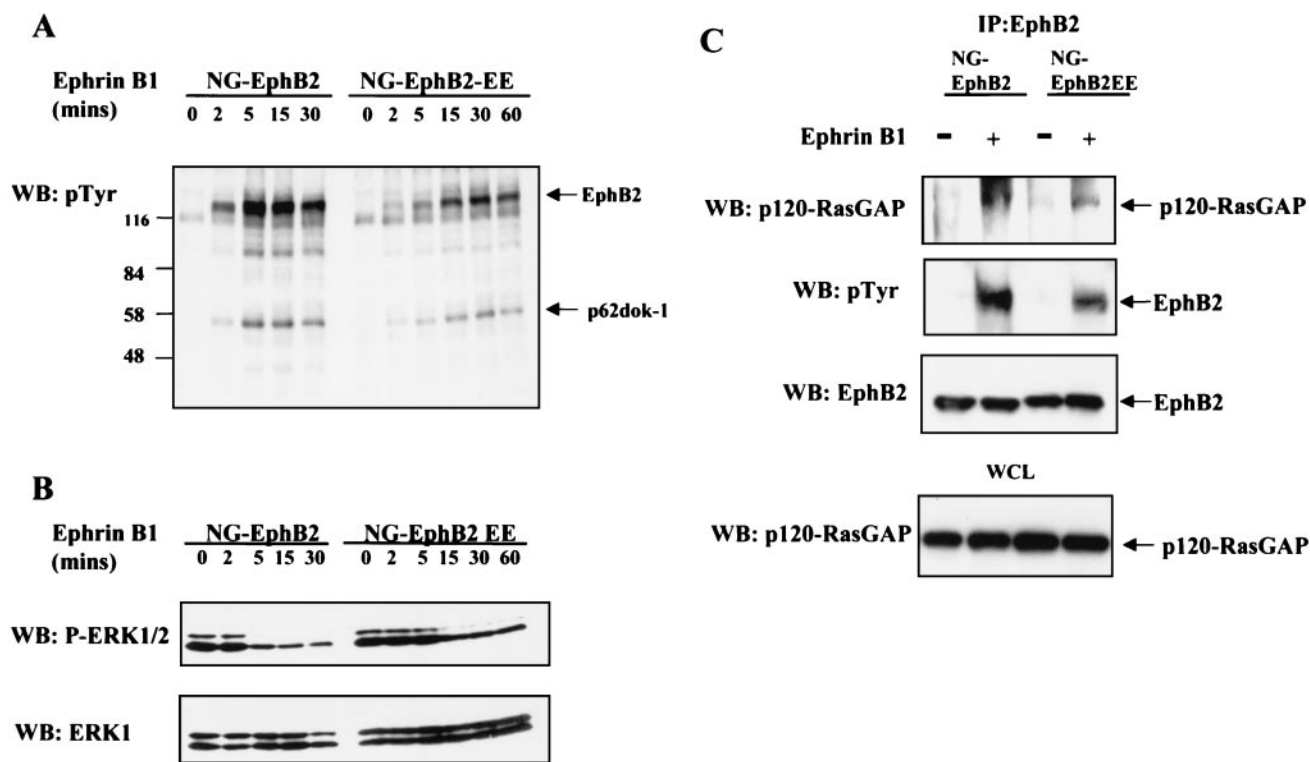 A
Ephrin B1 NG-EphB2 NG-EphB2-EE
(mins) 0 2 5 15 30 0 2 5 15 30 60
WB: pTyr
EphB2
116
84
p62dok-1
58
48
B
Ephrin B1 NG-EphB2 NG-EphB2 EE
(mins) 0 2 5 15 30 0 2 5 15 30 60
WB: P-ERK1/2
WB: ERK1
C
IP:EphB2
NG-EphB2 NG-EphB2EE
Ephrin B1 - + - +
WB: p120-RasGAP p120-RasGAP
WB: pTyr EphB2
WB: EphB2 EphB2
WCL
WB: p120-RasGAP p120-RasGAP